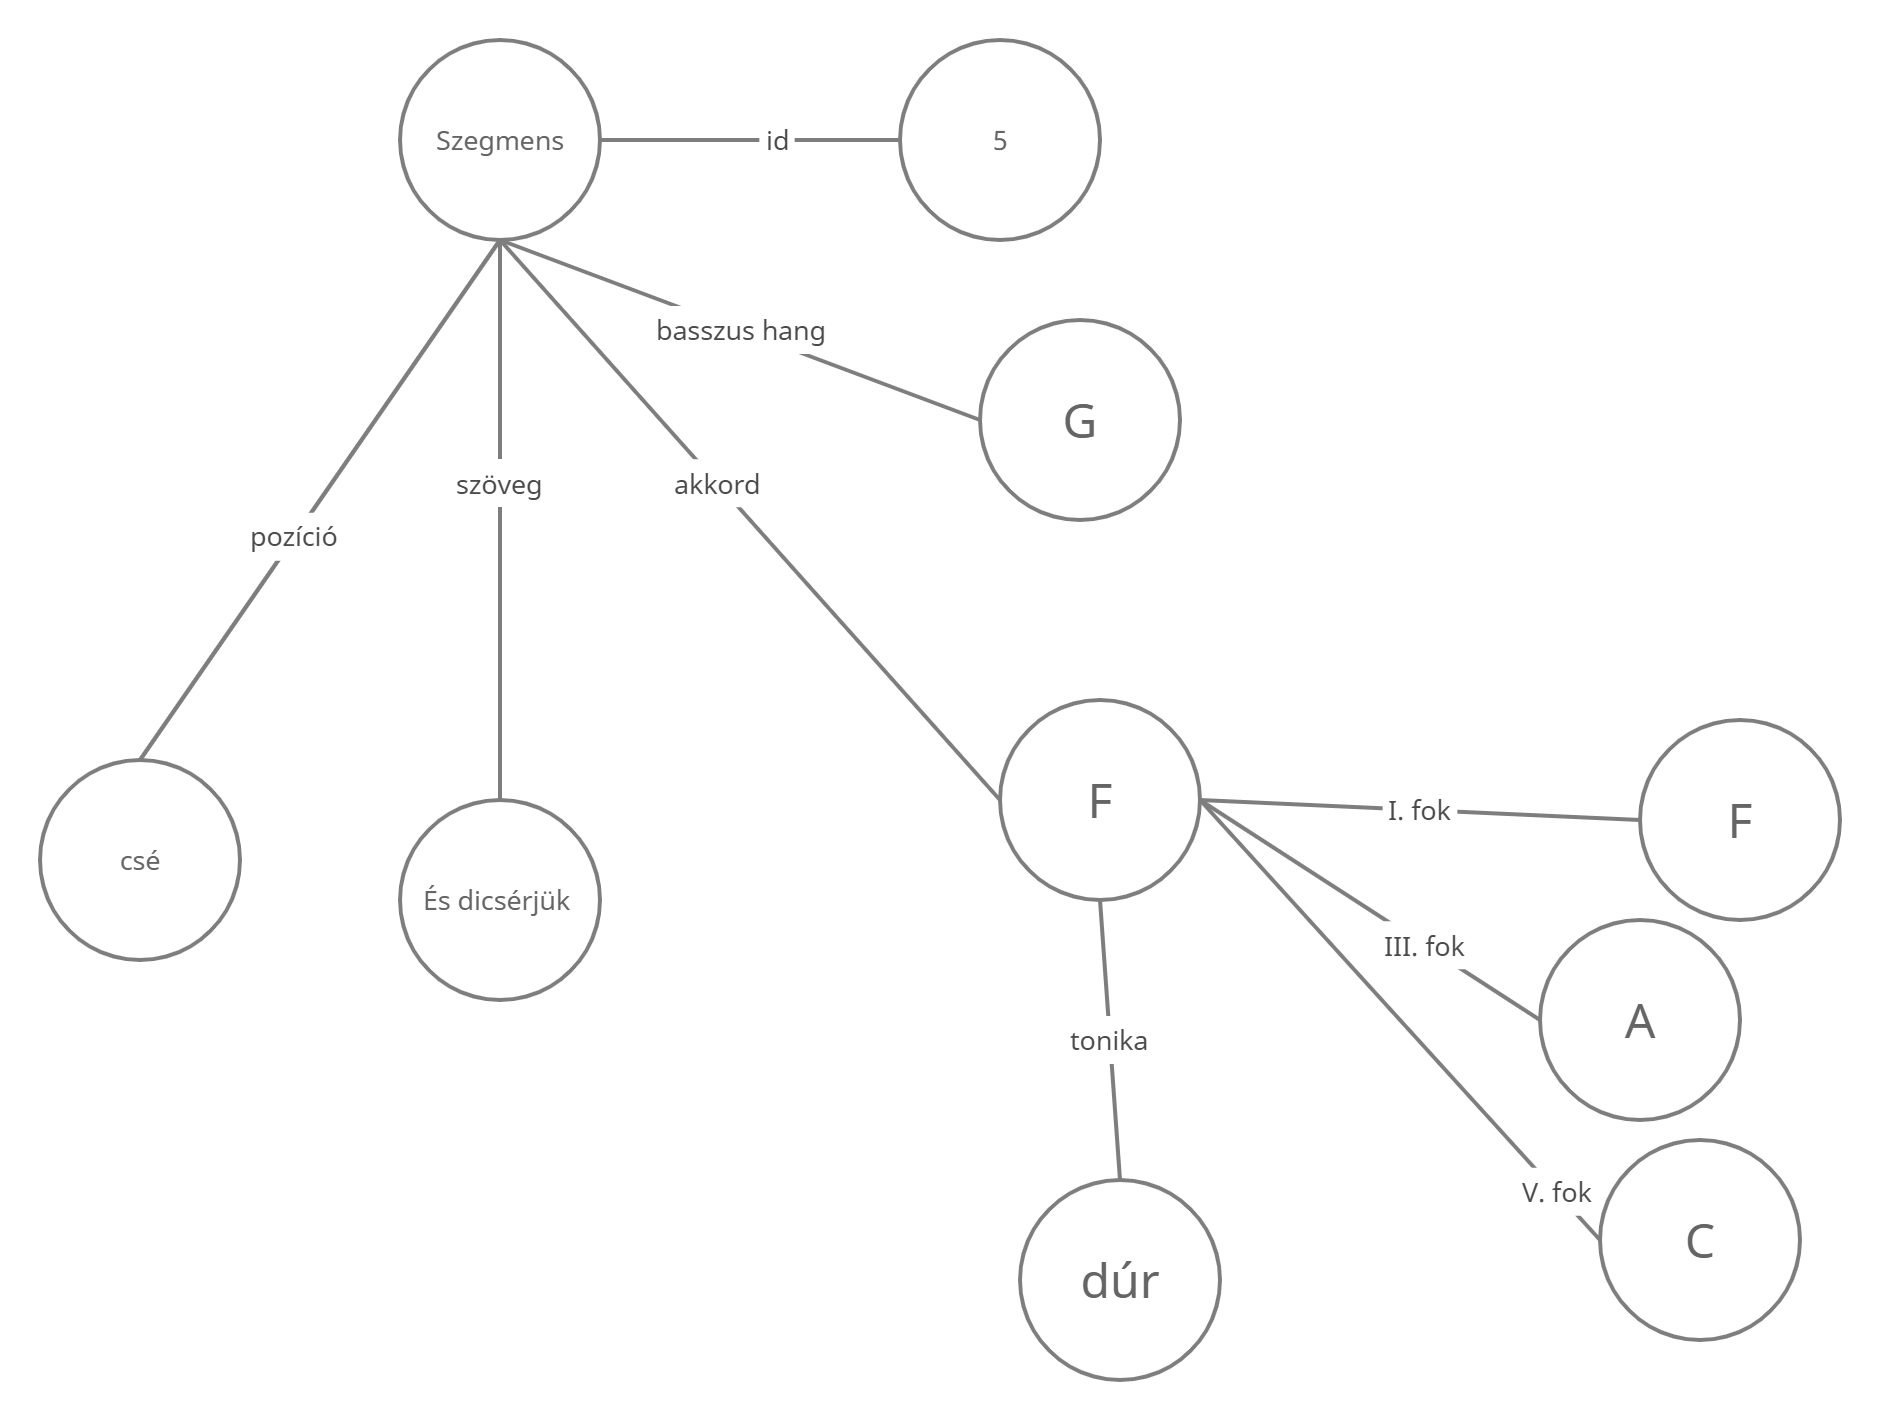 Szegmens
id
5
basszus hang
G
szöveg
akkord
pozíció
F
I. fok
F
csé
És dicsérjük
III. fok
A
tonika
V. fok
C
dúr